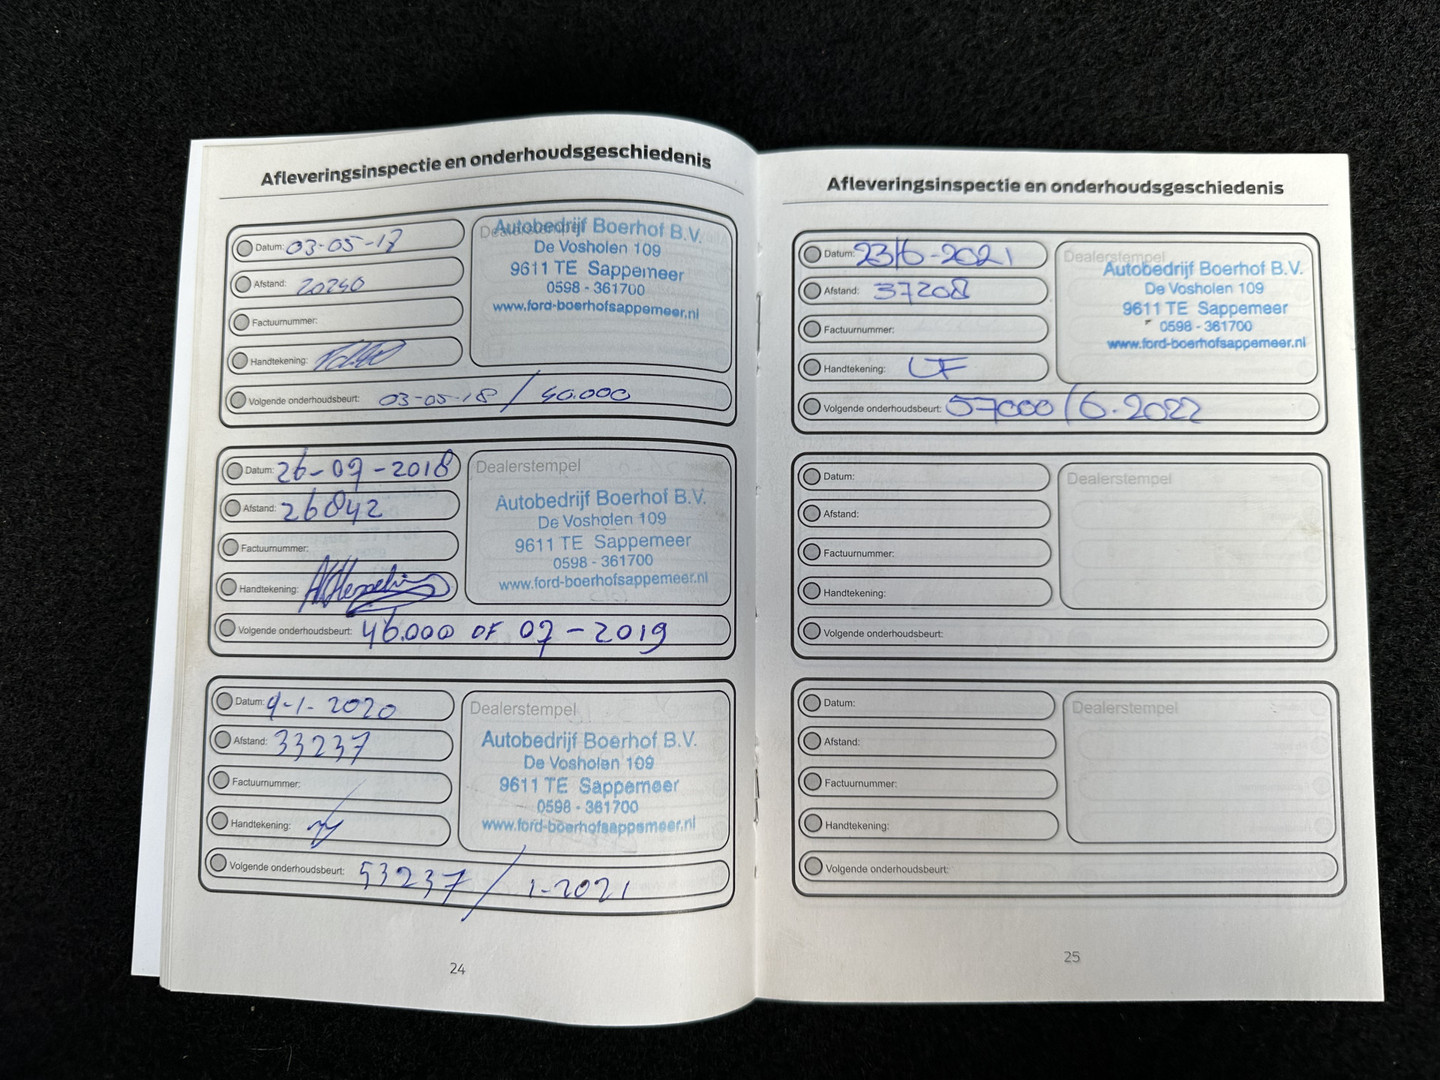 Afleveringsinspectie en onderhoudsgeschiedenis
Datum: 03-05-17
Afstand: 20240
Factuurnummer:
Handtekening:
Volgende onderhoudsbeurt: 03-05-18 / 40.000
Dealerstempel
Autobedrijf Boerhof B.V.
De Vosholen 109
9611 TE Sappemeer
0598 - 361700
www.ford-boerhofsappemeer.nl
Datum: 26-09-2018
Afstand: 26842
Factuurnummer:
Handtekening:
Volgende onderhoudsbeurt: 46.000 OF 09-2019
Dealerstempel
Autobedrijf Boerhof B.V.
De Vosholen 109
9611 TE Sappemeer
0598 - 361700
www.ford-boerhofsappemeer.nl
Datum: 9-1-2020
Afstand: 33237
Factuurnummer:
Handtekening:
Volgende onderhoudsbeurt: 53237 / 1-2021
Dealerstempel
Autobedrijf Boerhof B.V.
De Vosholen 109
9611 TE Sappemeer
0598 - 361700
www.ford-boerhofsappemeer.nl
24
Afleveringsinspectie en onderhoudsgeschiedenis
Datum: 23/6-2021
Afstand: 37208
Factuurnummer:
Handtekening:
Volgende onderhoudsbeurt: 57000 / 6-2022
Dealerstempel
Autobedrijf Boerhof B.V.
De Vosholen 109
9611 TE Sappemeer
0598 - 361700
www.ford-boerhofsappemeer.nl
Datum:
Afstand:
Factuurnummer:
Handtekening:
Volgende onderhoudsbeurt:
Dealerstempel
Datum:
Afstand:
Factuurnummer:
Handtekening:
Volgende onderhoudsbeurt:
Dealerstempel
25